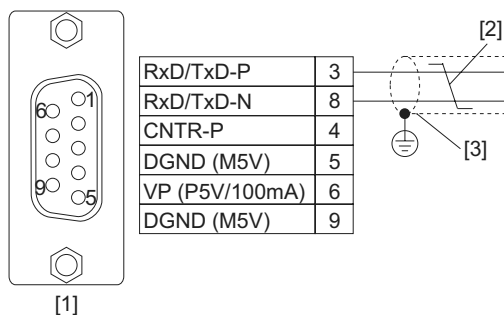 [2]
1
6
9
5
RxD/TxD-P 3
RxD/TxD-N 8
CNTR-P 4
DGND (M5V) 5
VP (P5V/100mA) 6
DGND (M5V) 9
[3]
[1]